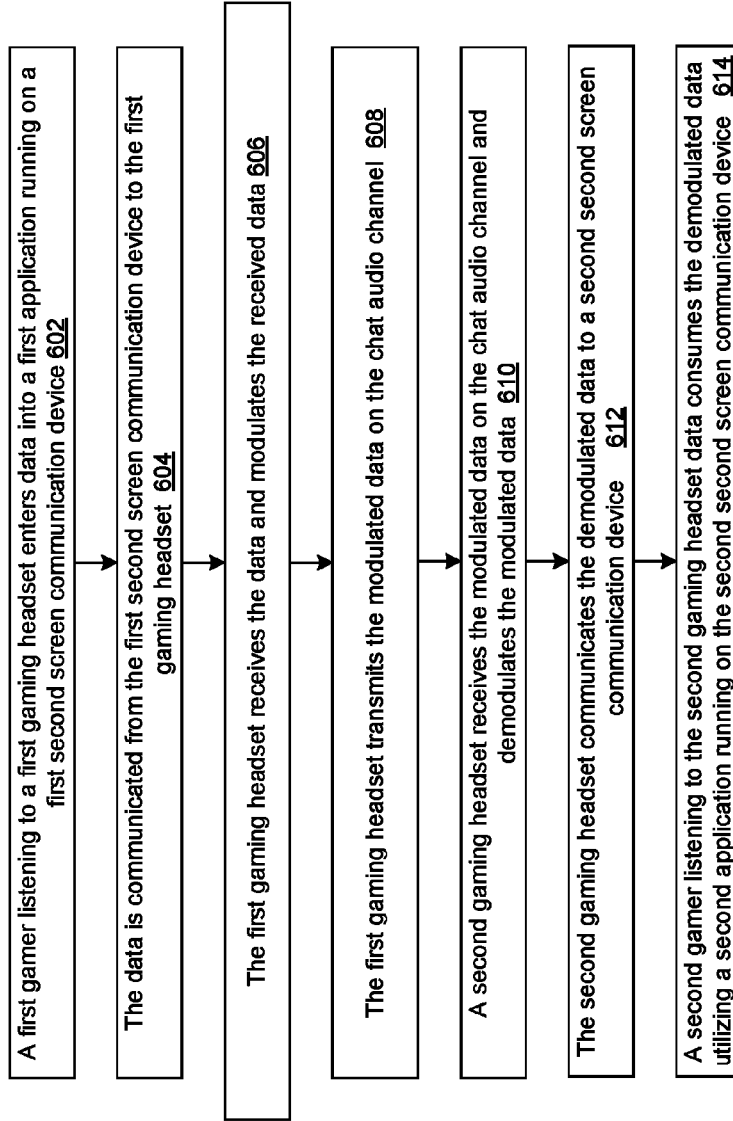 A first gamer listening to a first gaming headset enters data into a first application running on a
first second screen communication device 602
The data is communicated from the first second screen communication device to the first
gaming headset 604
The first gaming headset receives the data and modulates the received data 606
The first gaming headset transmits the modulated data on the chat audio channel 608
A second gaming headset receives the modulated data on the chat audio channel and
demodulates the modulated data 610
The second gaming headset communicates the demodulated data to a second second screen
communication device 612
A second gamer listening to the second gaming headset data consumes the demodulated data
utilizing a second application running on the second second screen communication device 614